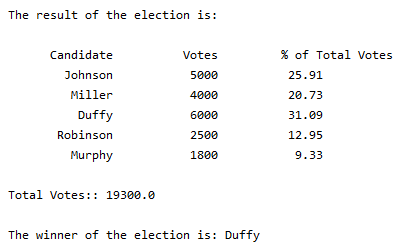 The result of the election is:
Candidate Votes % of Total Votes
Johnson 5000 25.91
Miller 4000 20.73
Duffy 6000 31.09
Robinson 2500 12.95
Murphy 1800 9.33
Total Votes:: 19300.0
The winner of the election is: Duffy